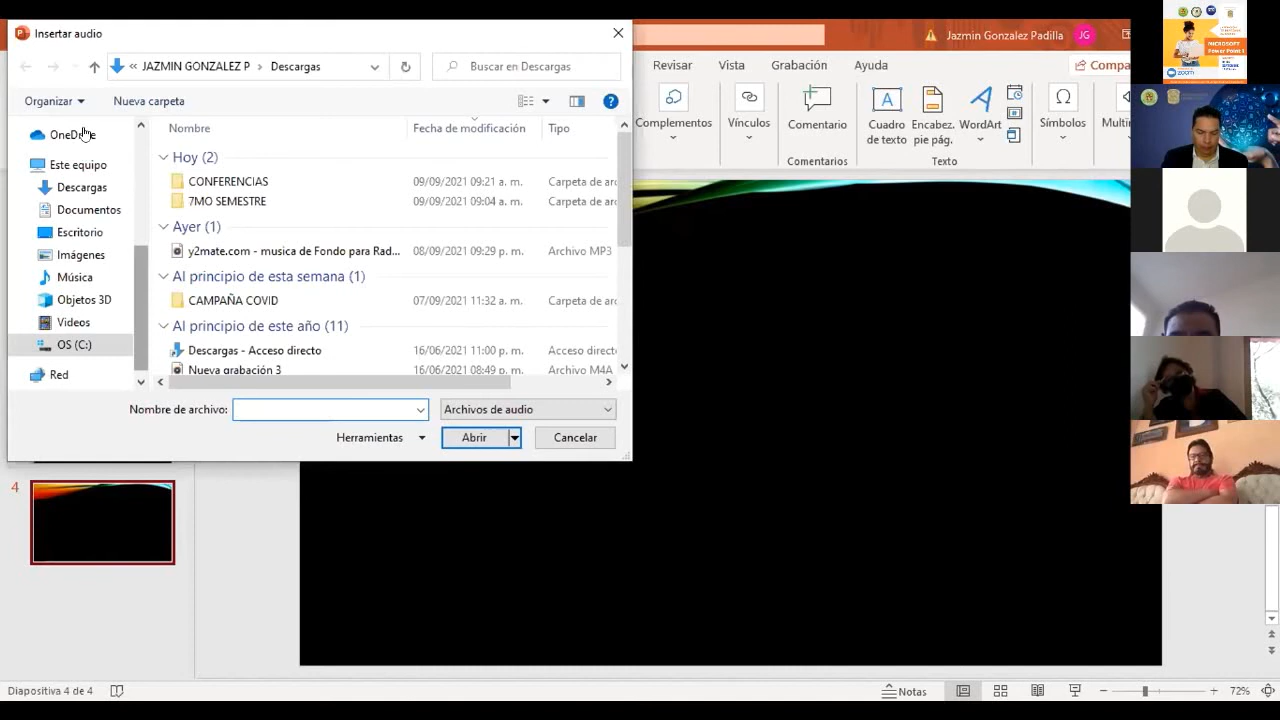 Insertar audio
« JAZMIN GONZALEZ P > Descargas
Buscar en Descargas
Organizar
Nueva carpeta
OneDrive
Este equipo
Descargas
Documentos
Escritorio
Imágenes
Música
Objetos 3D
Videos
OS (C:)
Red
Nombre
Fecha de modificación
Tipo
Hoy (2)
CONFERENCIAS 09/09/2021 09:21 a. m. Carpeta de arc
7MO SEMESTRE 09/09/2021 09:04 a. m. Carpeta de arc
Ayer (1)
y2mate.com - musica de Fondo para Rad... 08/09/2021 09:29 p. m. Archivo MP3
Al principio de esta semana (1)
CAMPAÑA COVID 07/09/2021 11:32 a. m. Carpeta de arc
Al principio de este año (11)
Descargas - Acceso directo 16/06/2021 11:00 p. m. Acceso direct
Nueva grabación 3 16/06/2021 08:49 p. m. Archivo M4A
Nombre de archivo:
Archivos de audio
Herramientas
Abrir
Cancelar
Jazmin Gonzalez Padilla JG
Revisar
Vista
Grabación
Ayuda
Compa
Complementos
Vínculos
Comentario
Comentarios
Cuadro de texto
Encabez. pie pág.
WordArt
Texto
Símbolos
Multim
MICROSOFT
Power Point I
zoom
4
Diapositiva 4 de 4
Notas
72%